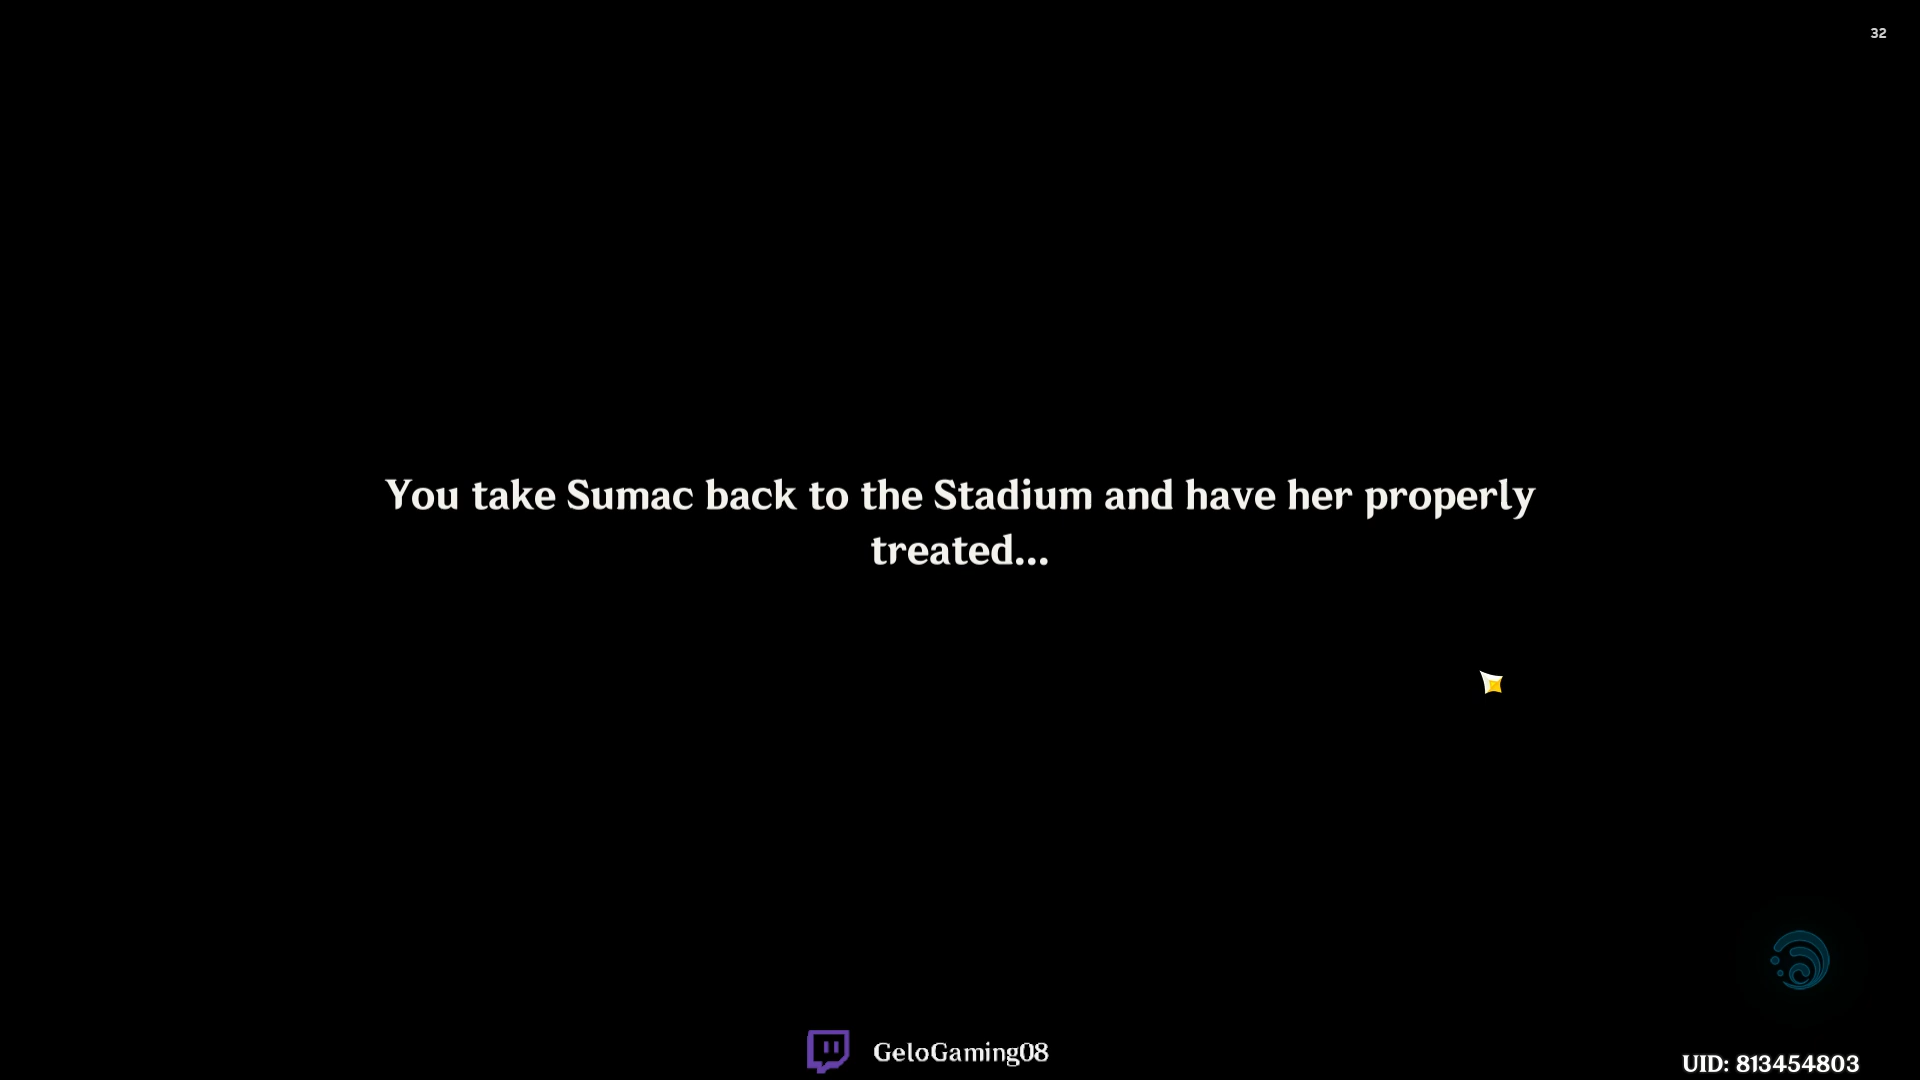 32
You take Sumac back to the Stadium and have her properly
treated...
GeloGaming08
UID: 813454803